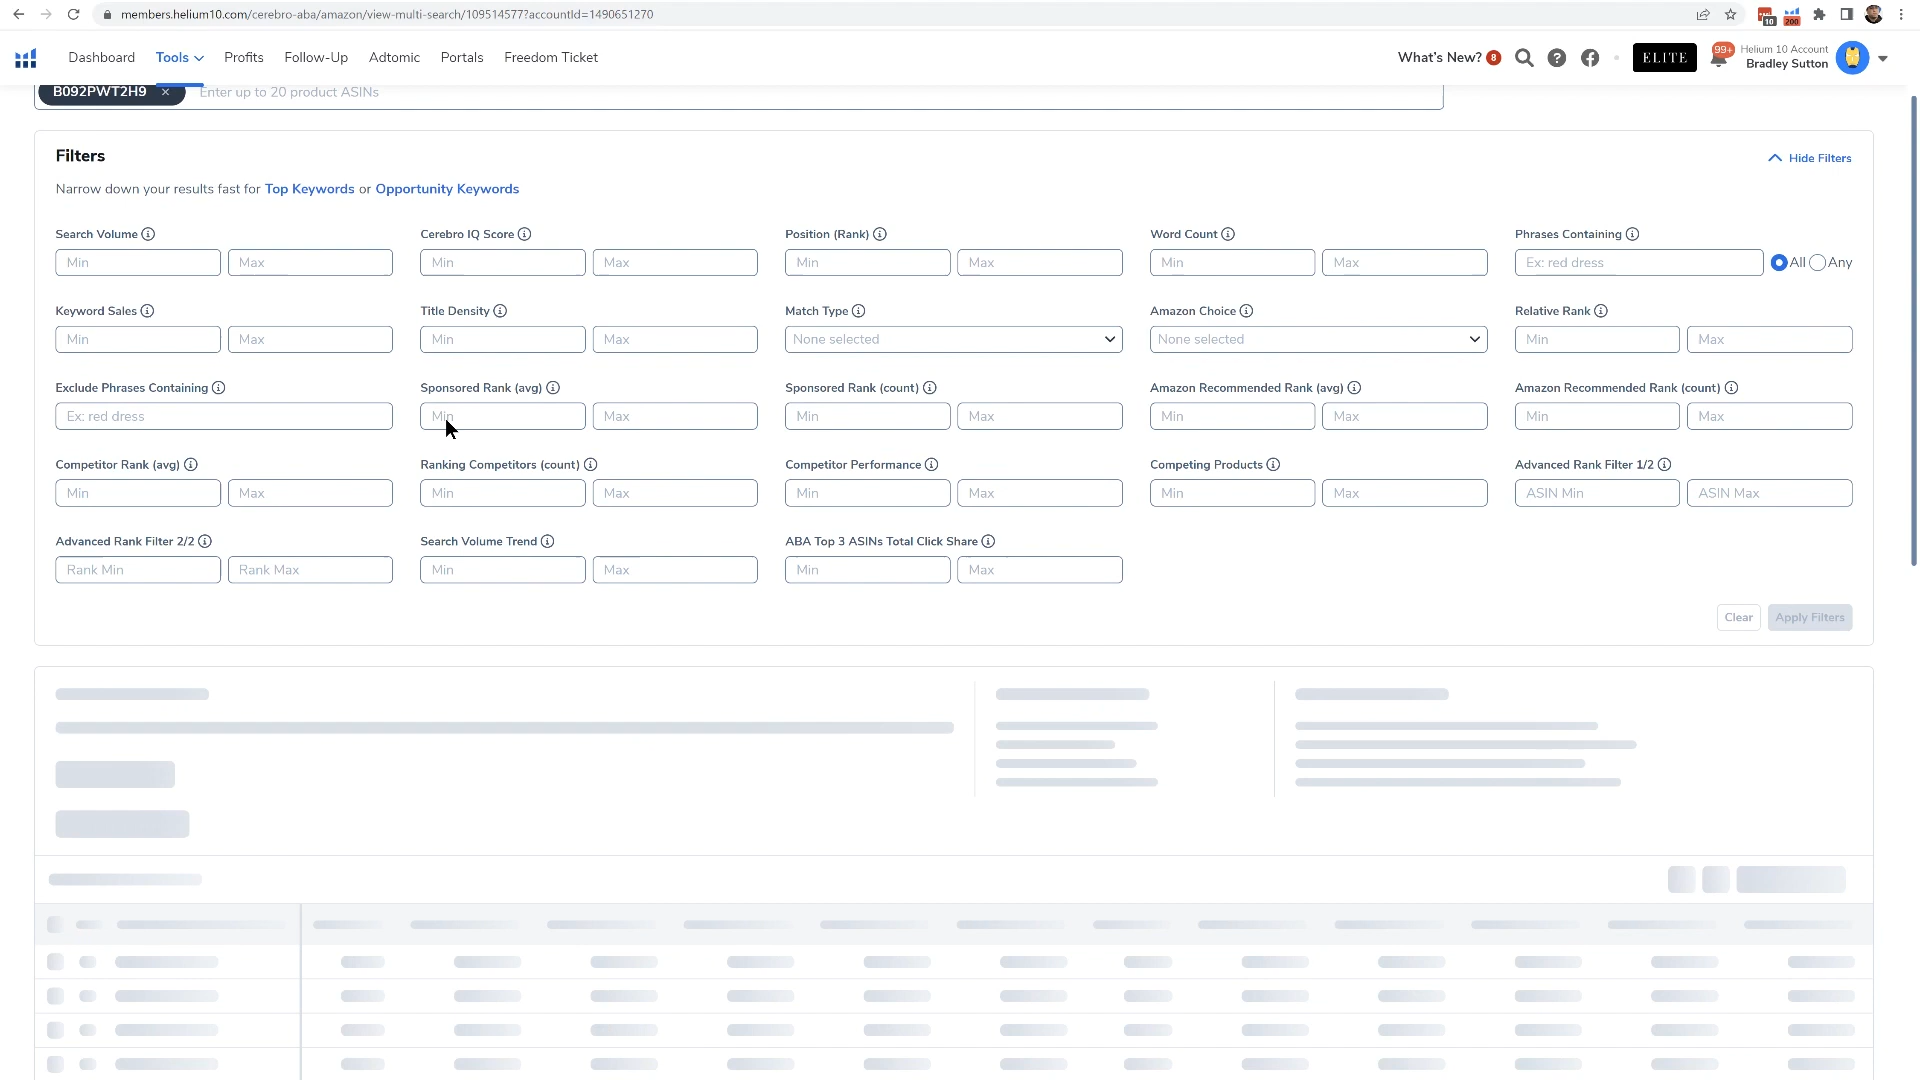 members.helium10.com/cerebro-aba/amazon/view-multi-search/109514577?accountId=1490651270
10
200
Dashboard Tools Profits Follow-Up Adtomic Portals Freedom Ticket
What's New? 8
ELITE
99+
Helium 10 Account
Bradley Sutton
B092PWT2H9 × Enter up to 20 product ASINs
Filters
Hide Filters
Narrow down your results fast for Top Keywords or Opportunity Keywords
Search Volume Cerebro IQ Score Position (Rank) Word Count Phrases Containing
Min Max Min Max Min Max Min Max Ex: red dress All Any
Keyword Sales Title Density Match Type Amazon Choice Relative Rank
Min Max Min Max None selected None selected Min Max
Exclude Phrases Containing Sponsored Rank (avg) Sponsored Rank (count) Amazon Recommended Rank (avg) Amazon Recommended Rank (count)
Ex: red dress Min Max Min Max Min Max Min Max
Competitor Rank (avg) Ranking Competitors (count) Competitor Performance Competing Products Advanced Rank Filter 1/2
Min Max Min Max Min Max Min Max ASIN Min ASIN Max
Advanced Rank Filter 2/2 Search Volume Trend ABA Top 3 ASINs Total Click Share
Rank Min Rank Max Min Max Min Max
Clear Apply Filters